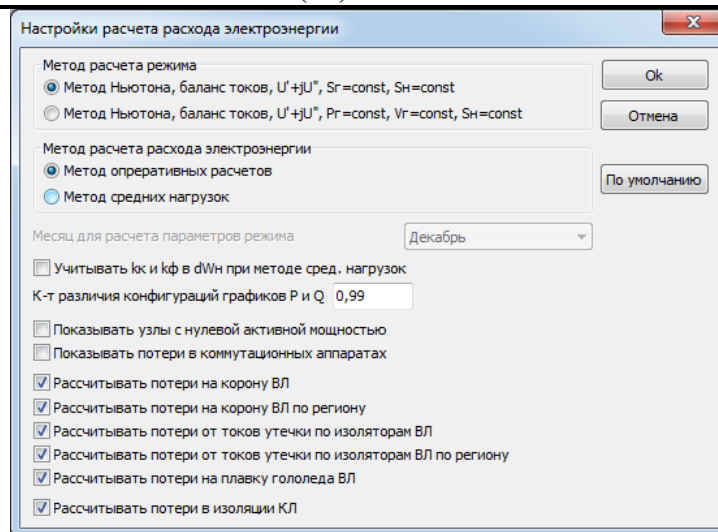 Настройки расчета расхода электроэнергии
Метод расчета режима
Метод Ньютона, баланс токов, U'+jU", Sг=const, Sн=const
Метод Ньютона, баланс токов, U'+jU", Pг=const, Vг=const, Sн=const
Ok
Отмена
Метод расчета расхода электроэнергии
Метод опреративных расчетов
Метод средних нагрузок
По умолчанию
Месяц для расчета параметров режима Декабрь
Учитывать kк и kф в dWн при методе сред. нагрузок
К-т различия конфигураций графиков P и Q 0,99
Показывать узлы с нулевой активной мощностью
Показывать потери в коммутационных аппаратах
Рассчитывать потери на корону ВЛ
Рассчитывать потери на корону ВЛ по региону
Рассчитывать потери от токов утечки по изоляторам ВЛ
Рассчитывать потери от токов утечки по изоляторам ВЛ по региону
Рассчитывать потери на плавку гололеда ВЛ
Рассчитывать потери в изоляции КЛ